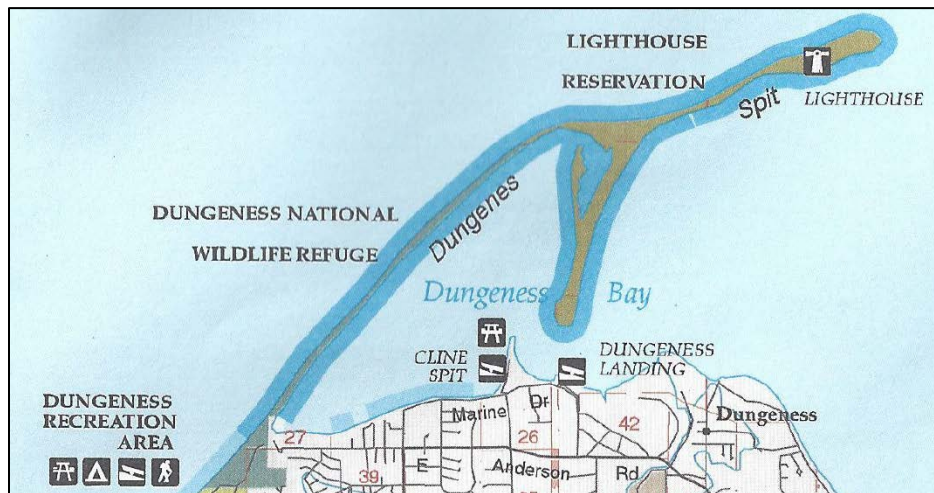 LIGHTHOUSE
RESERVATION
Spit
LIGHTHOUSE
DUNGENESS NATIONAL
WILDLIFE REFUGE
Dungenes
Dungeness Bay
CLINE
SPIT
DUNGENESS
LANDING
DUNGENESS
RECREATION
AREA
Marine Dr
Dungeness
27
26
42
39
E Anderson Rd